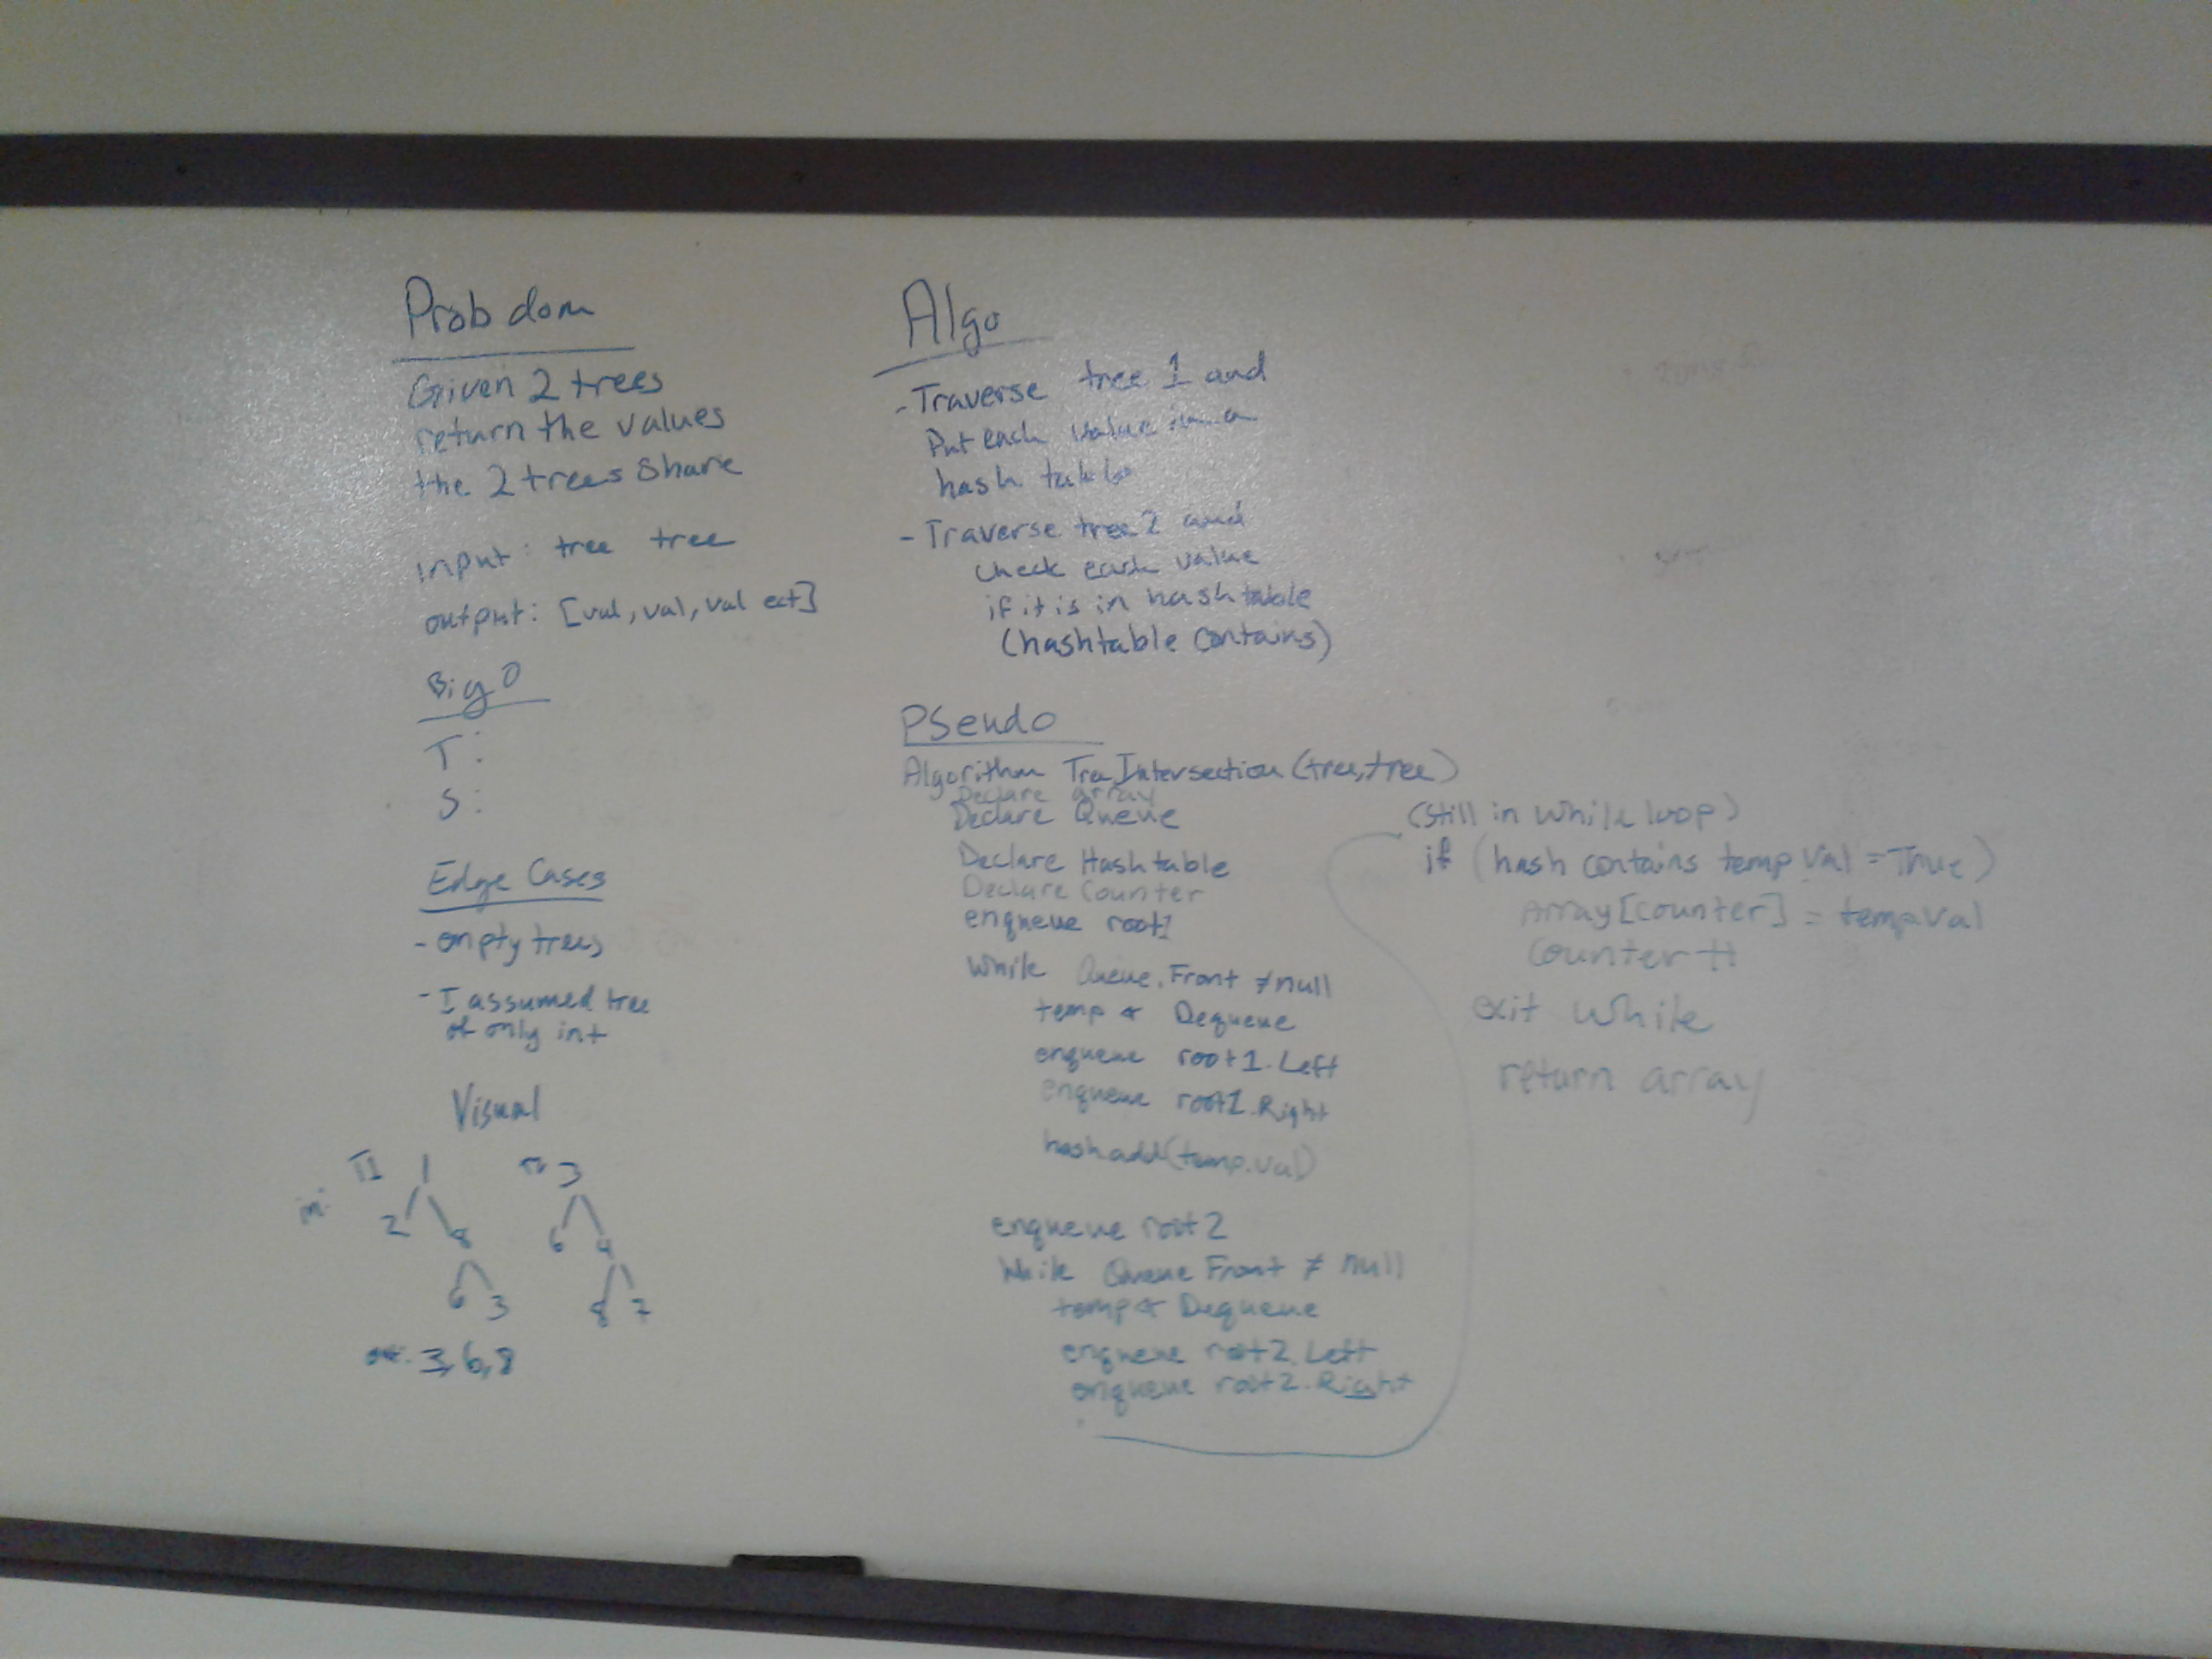 Prob dom
Given 2 trees
return the values
the 2 trees share
input: tree tree
output: [val, val, val ect]
Big O
T:
S:
Edge Cases
- empty trees
- I assumed tree
of only int
Visual
in: T1 1 T2 3
2 8 6 4
6 3 8 7
out: 3,6,8
Algo
- Traverse tree 1 and
Put each value in a
hash table
- Traverse tree 2 and
check each value
if it is in hashtable
(hashtable contains)
PSeudo
Algorithm TreeIntersection(tree,tree)
Declare array
Declare Queue
Declare Hashtable
Declare Counter
enqueue root1
While Queue.Front ≠ null
temp ← Dequeue
enqueue root1.Left
enqueue root1.Right
hash add(temp.val)
enqueue root2
While Queue Front ≠ null
temp ← Dequeue
enqueue root2.Left
enqueue root2.Right
(Still in while loop)
if (hash contains temp.Val = True)
Array[counter] = temp.val
Counter ++
exit while
return array